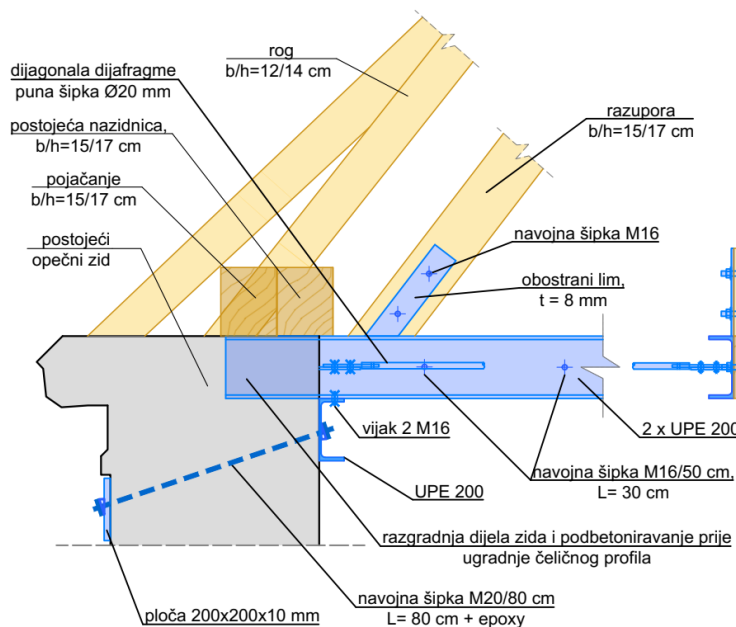 rog
b/h=12/14 cm
dijagonala dijafragme
puna šipka Ø20 mm
razupora
b/h=15/17 cm
postojeća nazidnica,
b/h=15/17 cm
pojačanje
b/h=15/17 cm
postojeći
opečni zid
navojna šipka M16
obostrani lim,
t = 8 mm
vijak 2 M16
2 x UPE 200
UPE 200
navojna šipka M16/50 cm,
L= 30 cm
razgradnja dijela zida i podbetoniravanje prije
ugradnje čeličnog profila
navojna šipka M20/80 cm
L= 80 cm + epoxy
ploča 200x200x10 mm